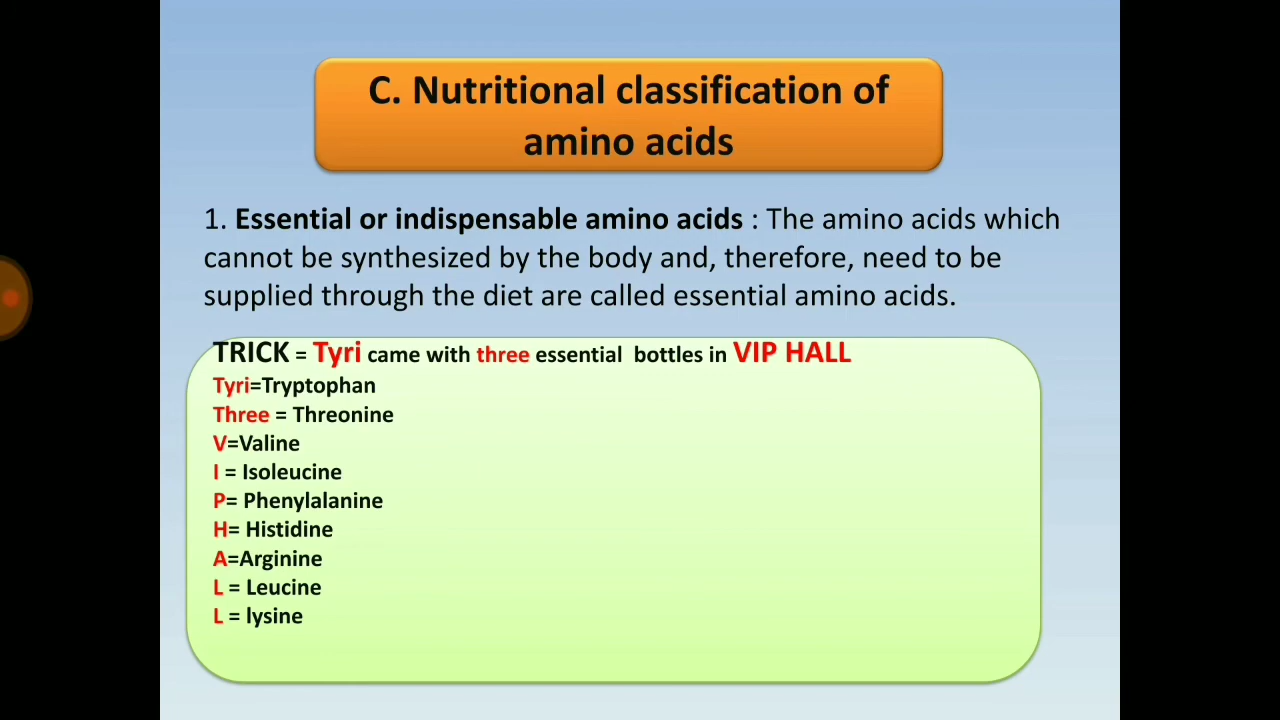 C. Nutritional classification of
amino acids
1. Essential or indispensable amino acids : The amino acids which
cannot be synthesized by the body and, therefore, need to be
supplied through the diet are called essential amino acids.
TRICK = Tyri came with three essential bottles in VIP HALL
Tyri=Tryptophan
Three = Threonine
V=Valine
I = Isoleucine
P= Phenylalanine
H= Histidine
A=Arginine
L = Leucine
L = lysine